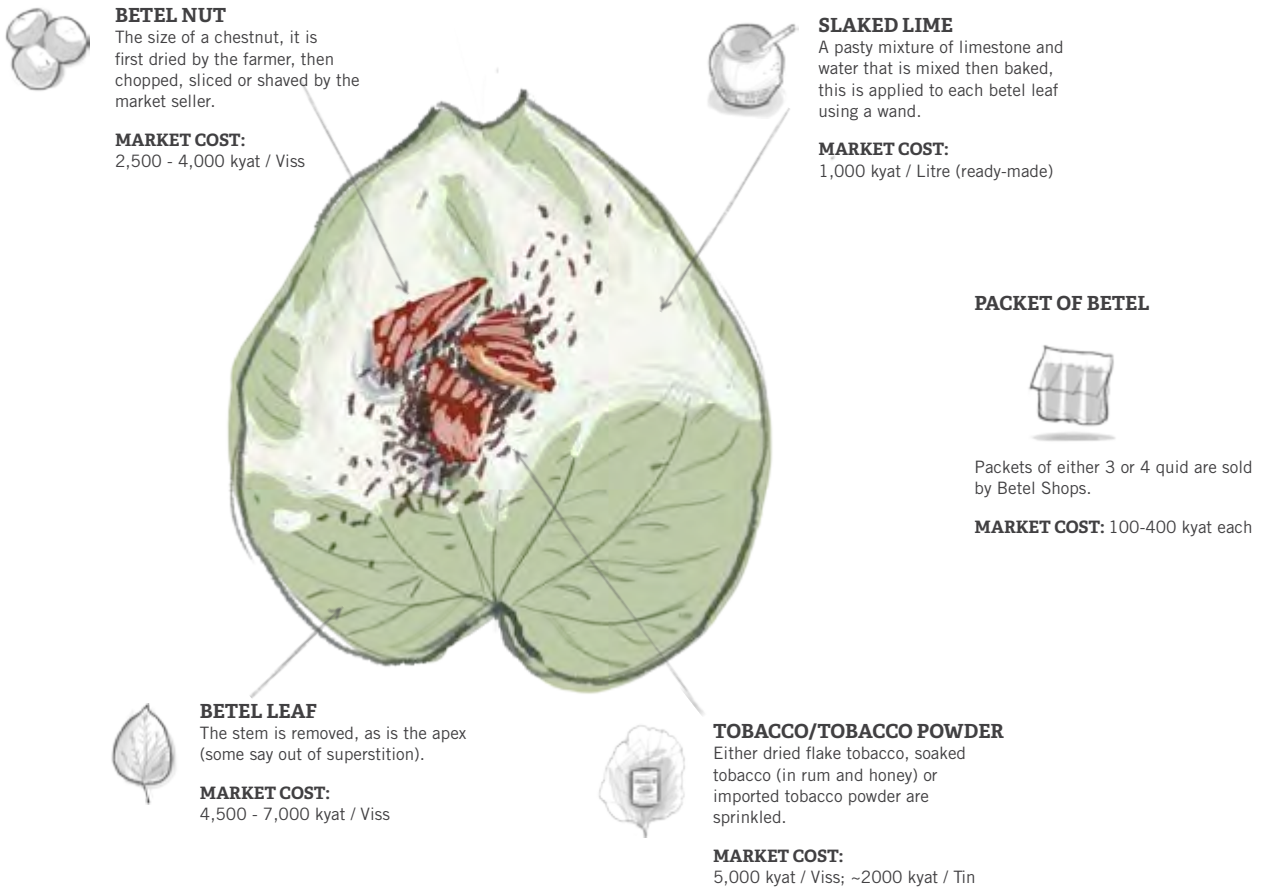 BETEL NUT
The size of a chestnut, it is
first dried by the farmer, then
chopped, sliced or shaved by the
market seller.
MARKET COST:
2,500 - 4,000 kyat / Viss
SLAKED LIME
A pasty mixture of limestone and
water that is mixed then baked,
this is applied to each betel leaf
using a wand.
MARKET COST:
1,000 kyat / Litre (ready-made)
PACKET OF BETEL
Packets of either 3 or 4 quid are sold
by Betel Shops.
MARKET COST: 100-400 kyat each
BETEL LEAF
The stem is removed, as is the apex
(some say out of superstition).
MARKET COST:
4,500 - 7,000 kyat / Viss
TOBACCO/TOBACCO POWDER
Either dried flake tobacco, soaked
tobacco (in rum and honey) or
imported tobacco powder are
sprinkled.
MARKET COST:
5,000 kyat / Viss; ~2000 kyat / Tin